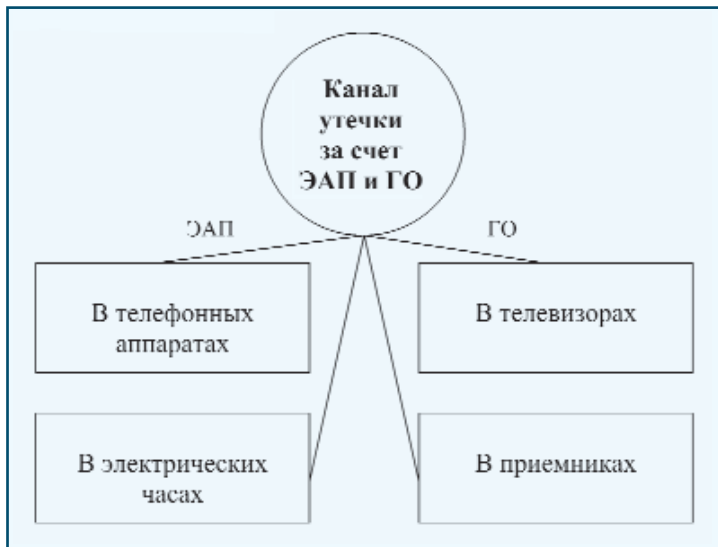 Канал
утечки
за счет
ЭАП и ГО
ЭАП
ГО
В телефонных
аппаратах
В телевизорах
В электрических
часах
В приемниках